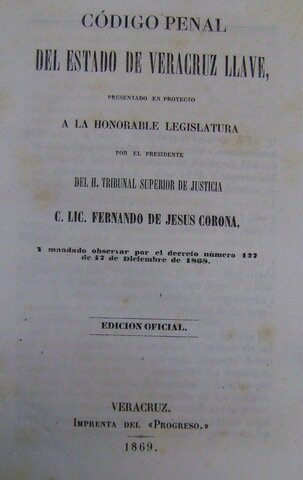 CÓDIGO PENAL
DEL ESTADO DE VERACRUZ LLAVE,
PRESENTADO EN PROYECTO
A LA HONORABLE LEGISLATURA
POR EL PRESIDENTE
DEL H. TRIBUNAL SUPERIOR DE JUSTICIA
C. LIC. FERNANDO DE JESUS CORONA,
Y mandado observar por el decreto número 127
de 17 de Diciembre de 1868.
EDICION OFICIAL.
VERACRUZ.
IMPRENTA DEL «PROGRESO.»
1869.